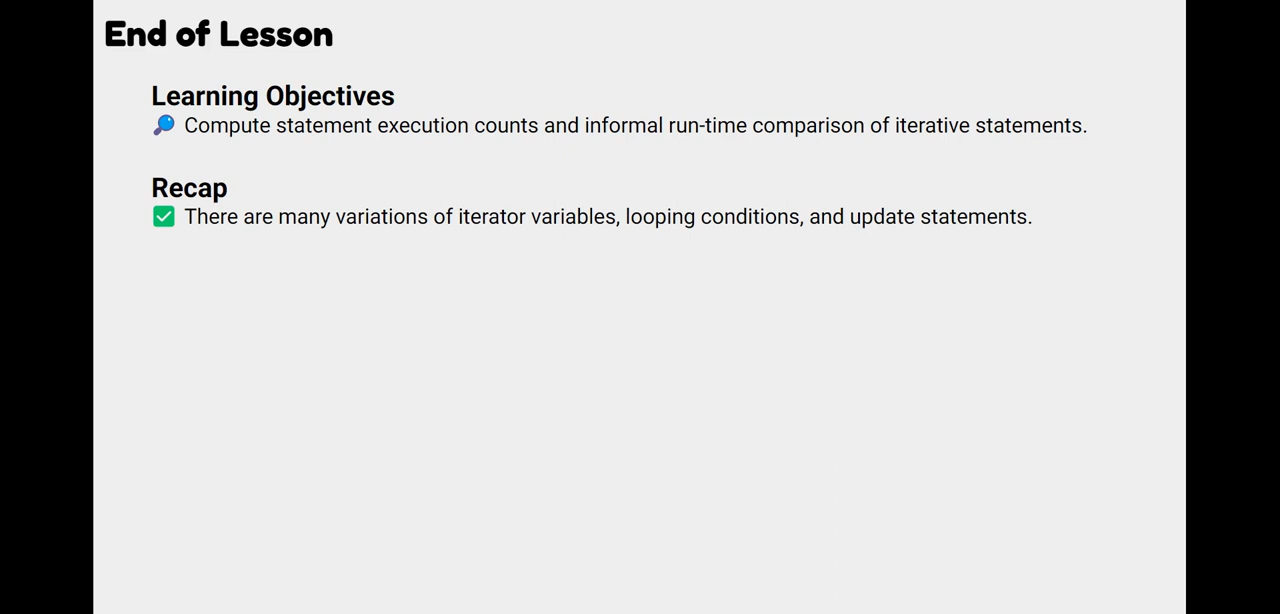 End of Lesson
Learning Objectives
🔎 Compute statement execution counts and informal run-time comparison of iterative statements.
Recap
✅ There are many variations of iterator variables, looping conditions, and update statements.